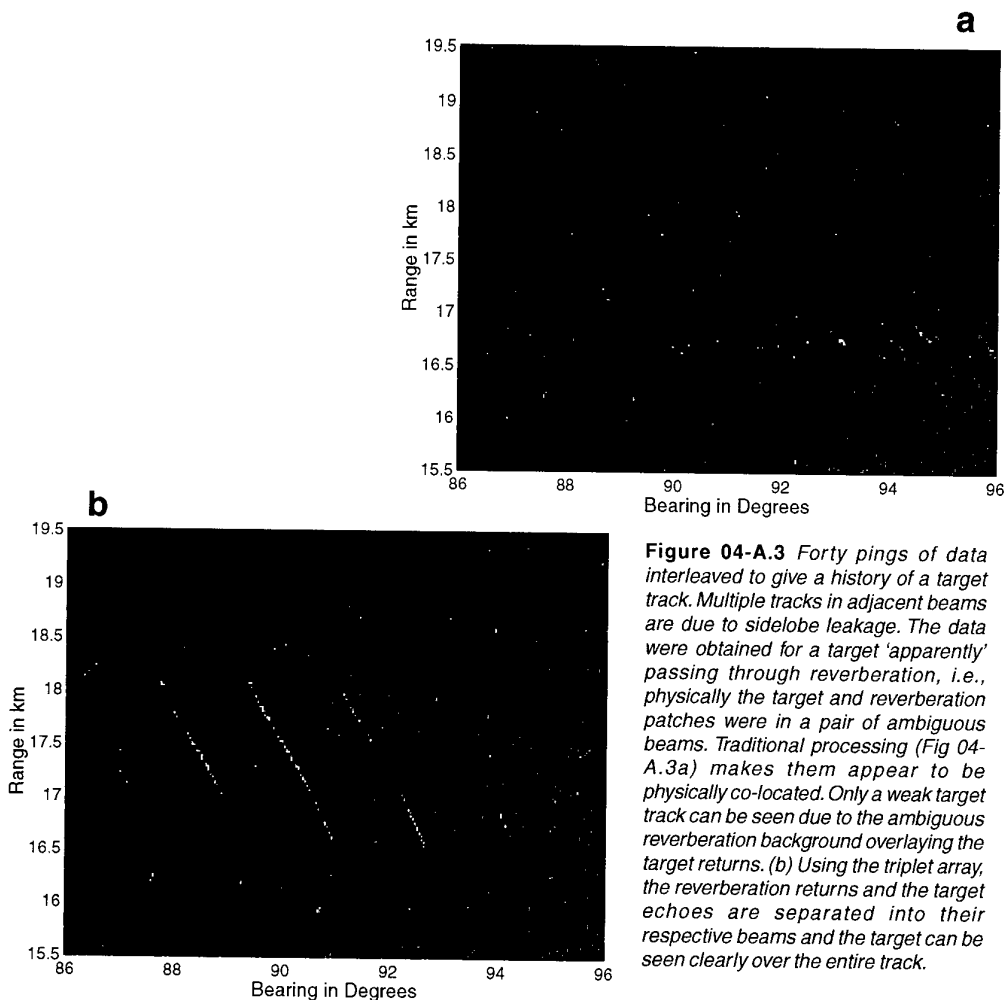 a
19.5
19
18.5
18
17.5
17
16.5
16
15.5
Range in km
86 88 90 92 94 96
Bearing in Degrees
b
19.5
19
18.5
18
17.5
17
16.5
16
15.5
Range in km
86 88 90 92 94 96
Bearing in Degrees
Figure 04-A.3 Forty pings of data
interleaved to give a history of a target
track. Multiple tracks in adjacent beams
are due to sidelobe leakage. The data
were obtained for a target 'apparently'
passing through reverberation, i.e.,
physically the target and reverberation
patches were in a pair of ambiguous
beams. Traditional processing (Fig 04-
A.3a) makes them appear to be
physically co-located. Only a weak target
track can be seen due to the ambiguous
reverberation background overlaying the
target returns. (b) Using the triplet array,
the reverberation returns and the target
echoes are separated into their
respective beams and the target can be
seen clearly over the entire track.